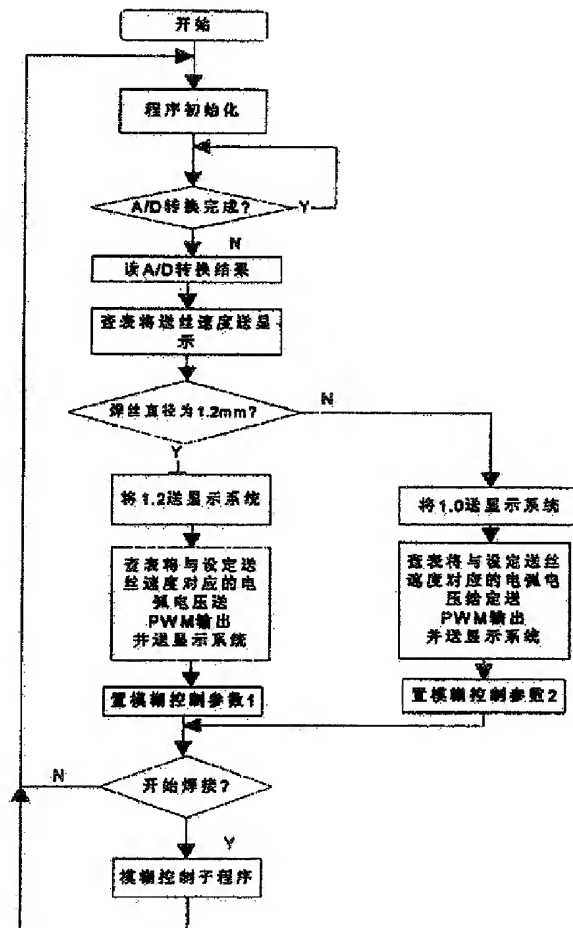 开始
程序初始化
A/D转换完成?
Y
N
读A/D转换结果
查表将送丝速度送显
示
焊丝直径为1.2mm?
N
Y
将1.2送显示系统
将1.0送显示系统
查表将与设定送
丝速度对应的电
弧电压送
PWM输出
并送显示系统
查表将与设定送丝
速度对应的电弧电
压给定送
PWM输出
并送显示系统
置模糊控制参数1
置模糊控制参数2
开始焊接?
N
Y
模糊控制子程序